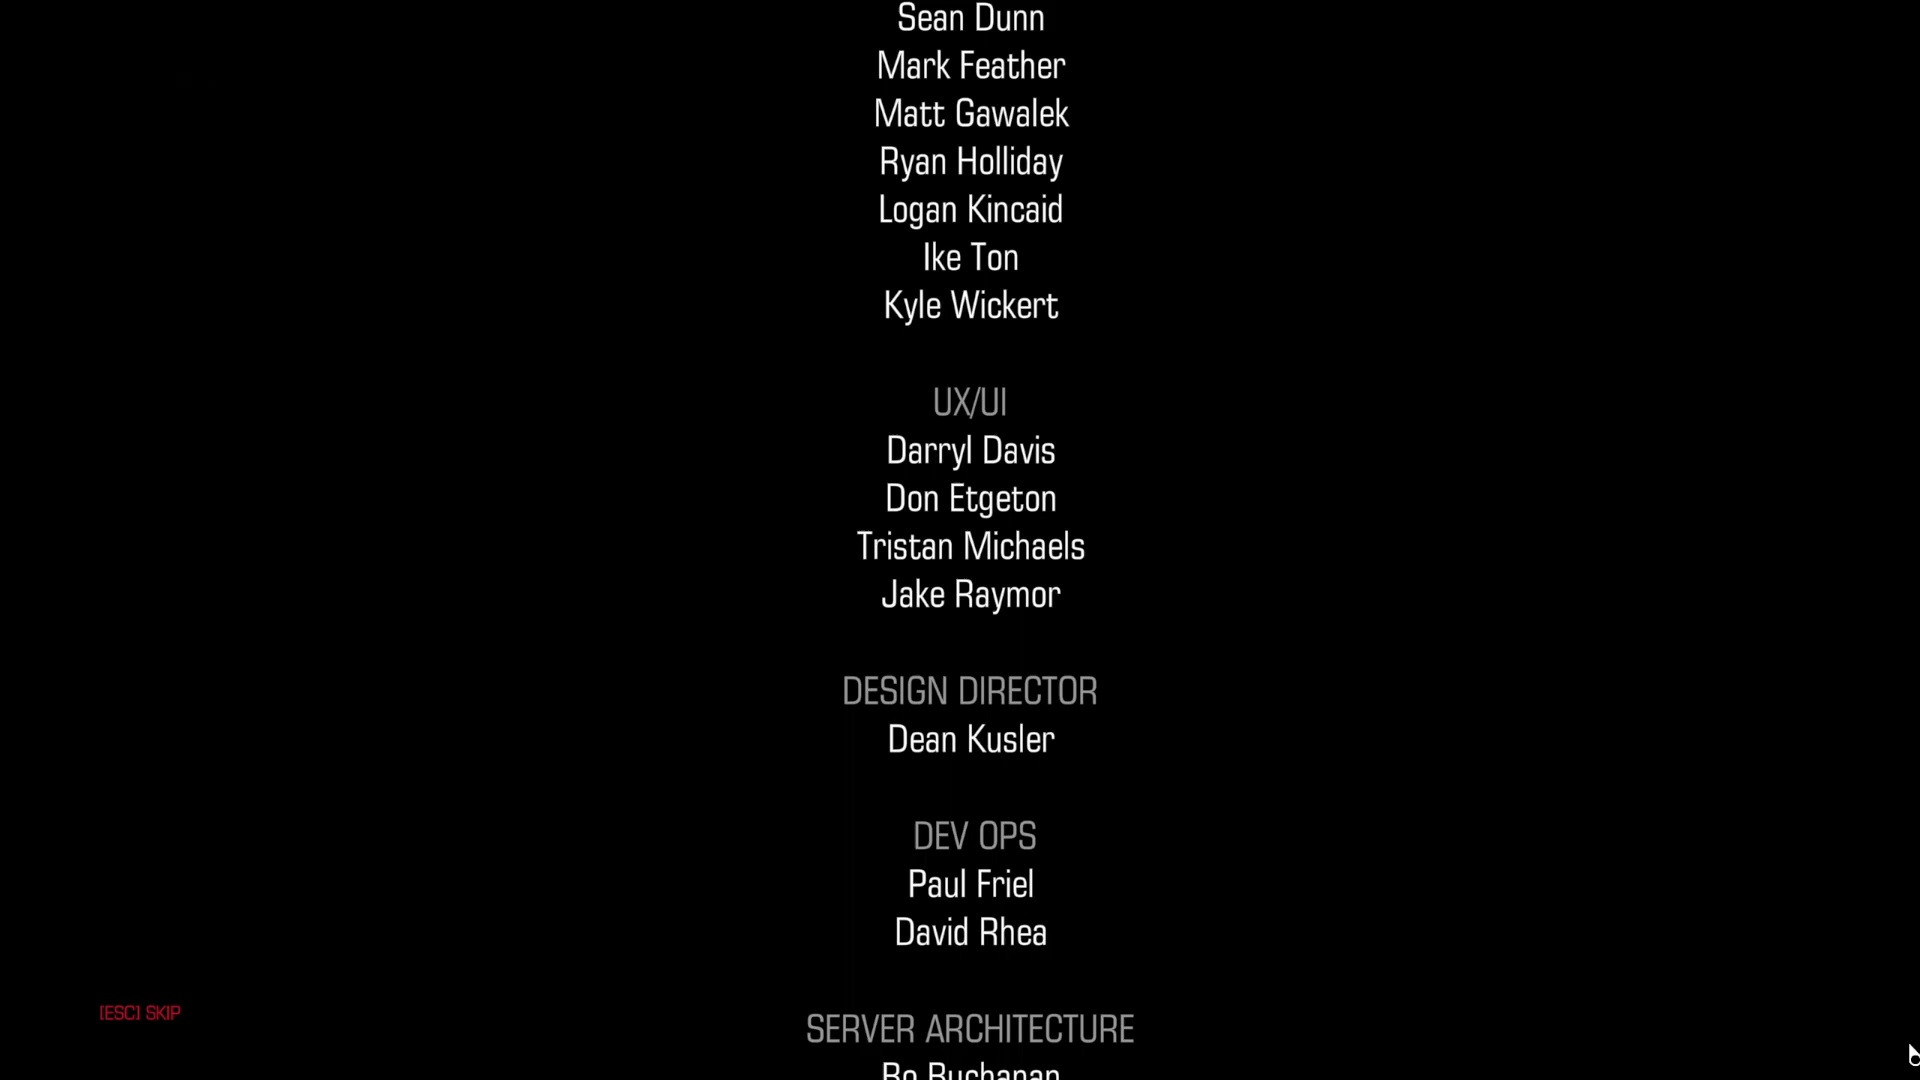 Sean Dunn
Mark Feather
Matt Gawalek
Ryan Holliday
Logan Kincaid
Ike Ton
Kyle Wickert
UX/UI
Darryl Davis
Don Etgeton
Tristan Michaels
Jake Raymor
DESIGN DIRECTOR
Dean Kusler
DEV OPS
Paul Friel
David Rhea
[ESC] SKIP
SERVER ARCHITECTURE
Bo Buchanan